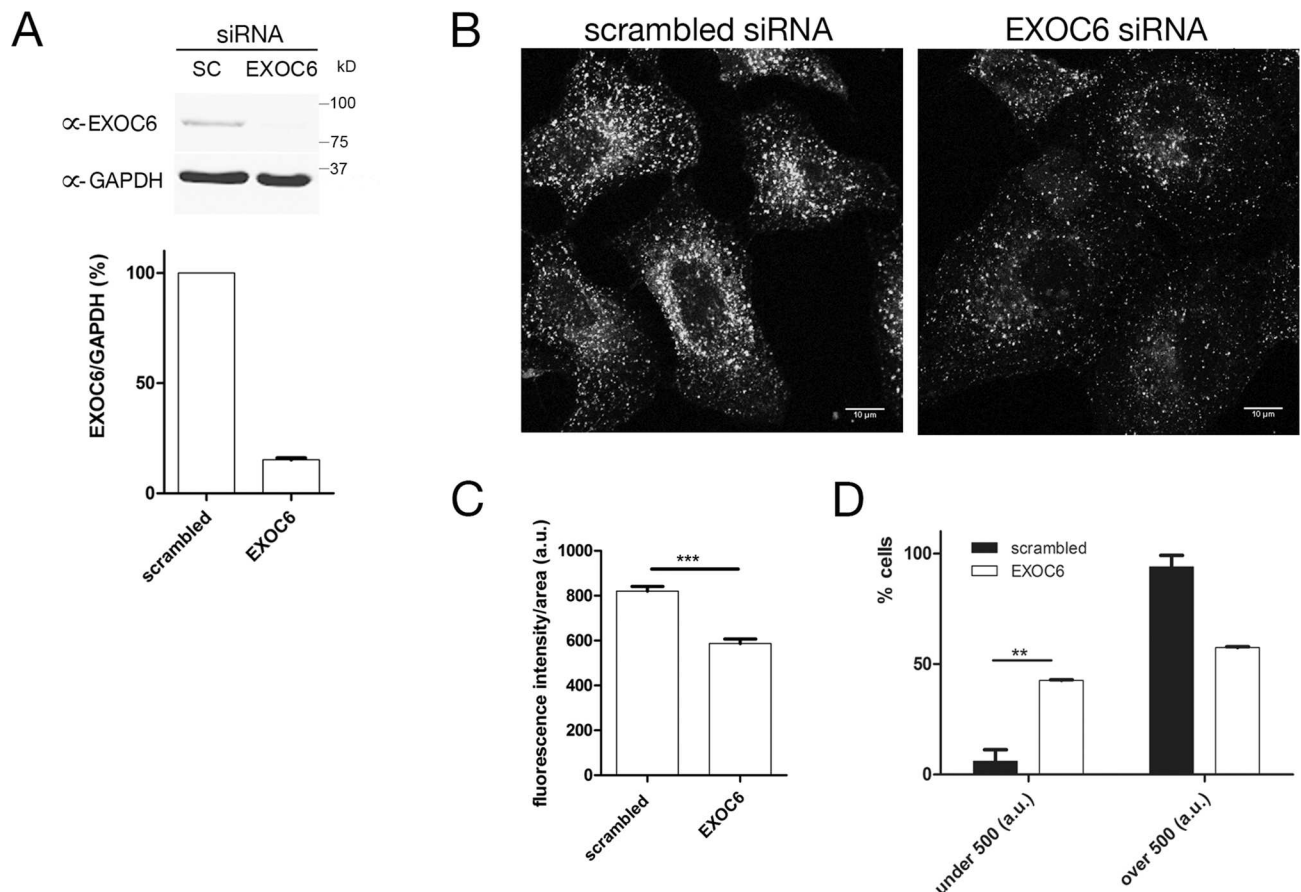 A
siRNA
SC EXOC6 kD
100
∝-EXOC6
75
37
∝-GAPDH
EXOC6/GAPDH (%)
100
50
0
scrambled
EXOC6
B
scrambled siRNA
EXOC6 siRNA
10 µm
10 µm
C
fluorescence intensity/area (a.u.)
1000
800
600
400
200
0
***
scrambled
EXOC6
D
% cells
100
50
0
scrambled
EXOC6
**
under 500 (a.u.)
over 500 (a.u.)